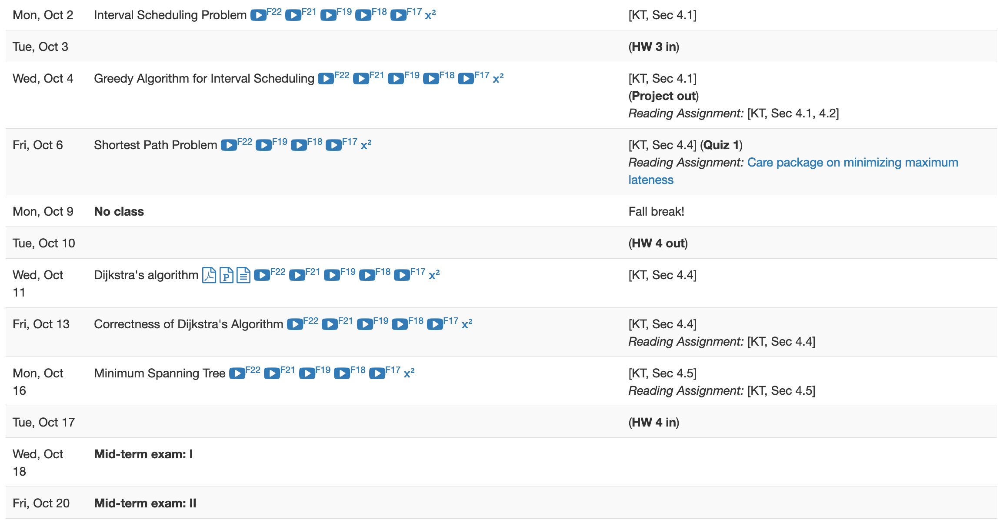 Mon, Oct 2 Interval Scheduling Problem F22 F21 F19 F18 F17 x² [KT, Sec 4.1]
Tue, Oct 3 (HW 3 in)
Wed, Oct 4 Greedy Algorithm for Interval Scheduling F22 F21 F19 F18 F17 x² [KT, Sec 4.1]
(Project out)
Reading Assignment: [KT, Sec 4.1, 4.2]
Fri, Oct 6 Shortest Path Problem F22 F19 F18 F17 x² [KT, Sec 4.4] (Quiz 1)
Reading Assignment: Care package on minimizing maximum
lateness
Mon, Oct 9 No class Fall break!
Tue, Oct 10 (HW 4 out)
Wed, Oct Dijkstra's algorithm P F22 F21 F19 F18 F17 x² [KT, Sec 4.4]
11
Fri, Oct 13 Correctness of Dijkstra's Algorithm F22 F21 F19 F18 F17 x² [KT, Sec 4.4]
Reading Assignment: [KT, Sec 4.4]
Mon, Oct Minimum Spanning Tree F22 F21 F19 F18 F17 x² [KT, Sec 4.5]
16 Reading Assignment: [KT, Sec 4.5]
Tue, Oct 17 (HW 4 in)
Wed, Oct Mid-term exam: I
18
Fri, Oct 20 Mid-term exam: II